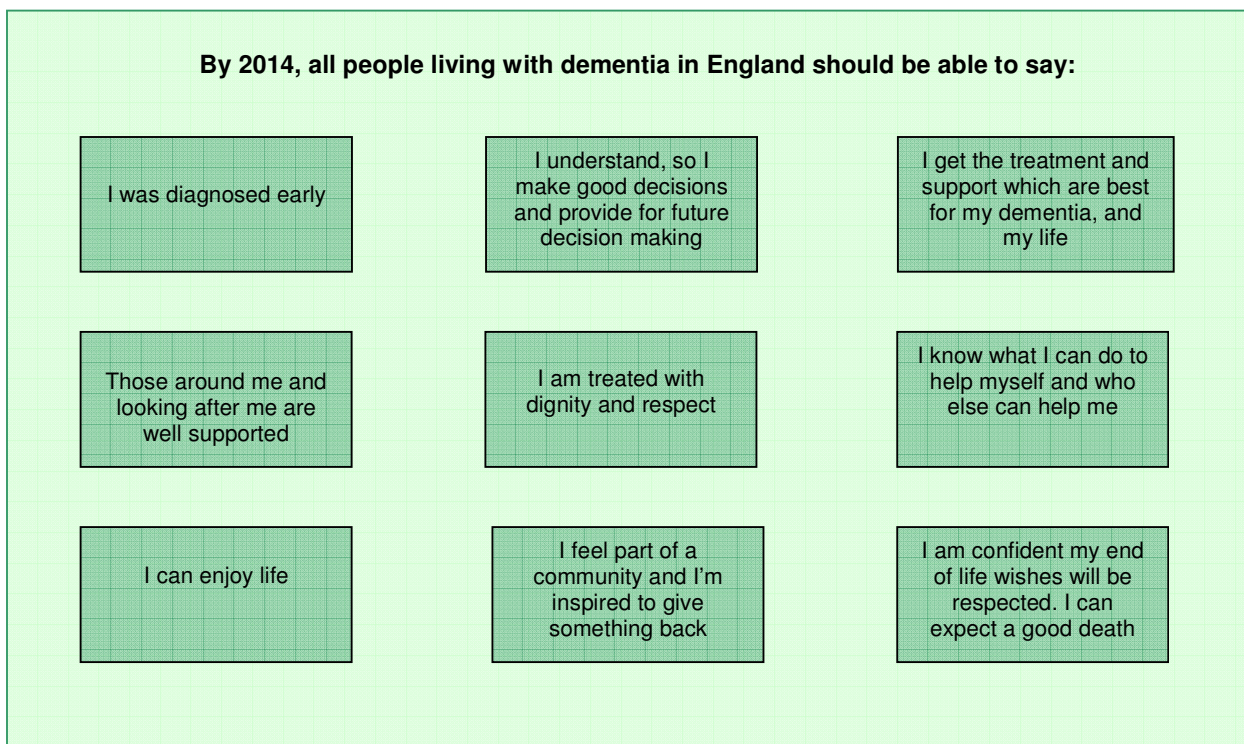 By 2014, all people living with dementia in England should be able to say:
I was diagnosed early
I understand, so I
make good decisions
and provide for future
decision making
I get the treatment and
support which are best
for my dementia, and
my life
Those around me and
looking after me are
well supported
I am treated with
dignity and respect
I know what I can do to
help myself and who
else can help me
I can enjoy life
I feel part of a
community and I’m
inspired to give
something back
I am confident my end
of life wishes will be
respected. I can
expect a good death